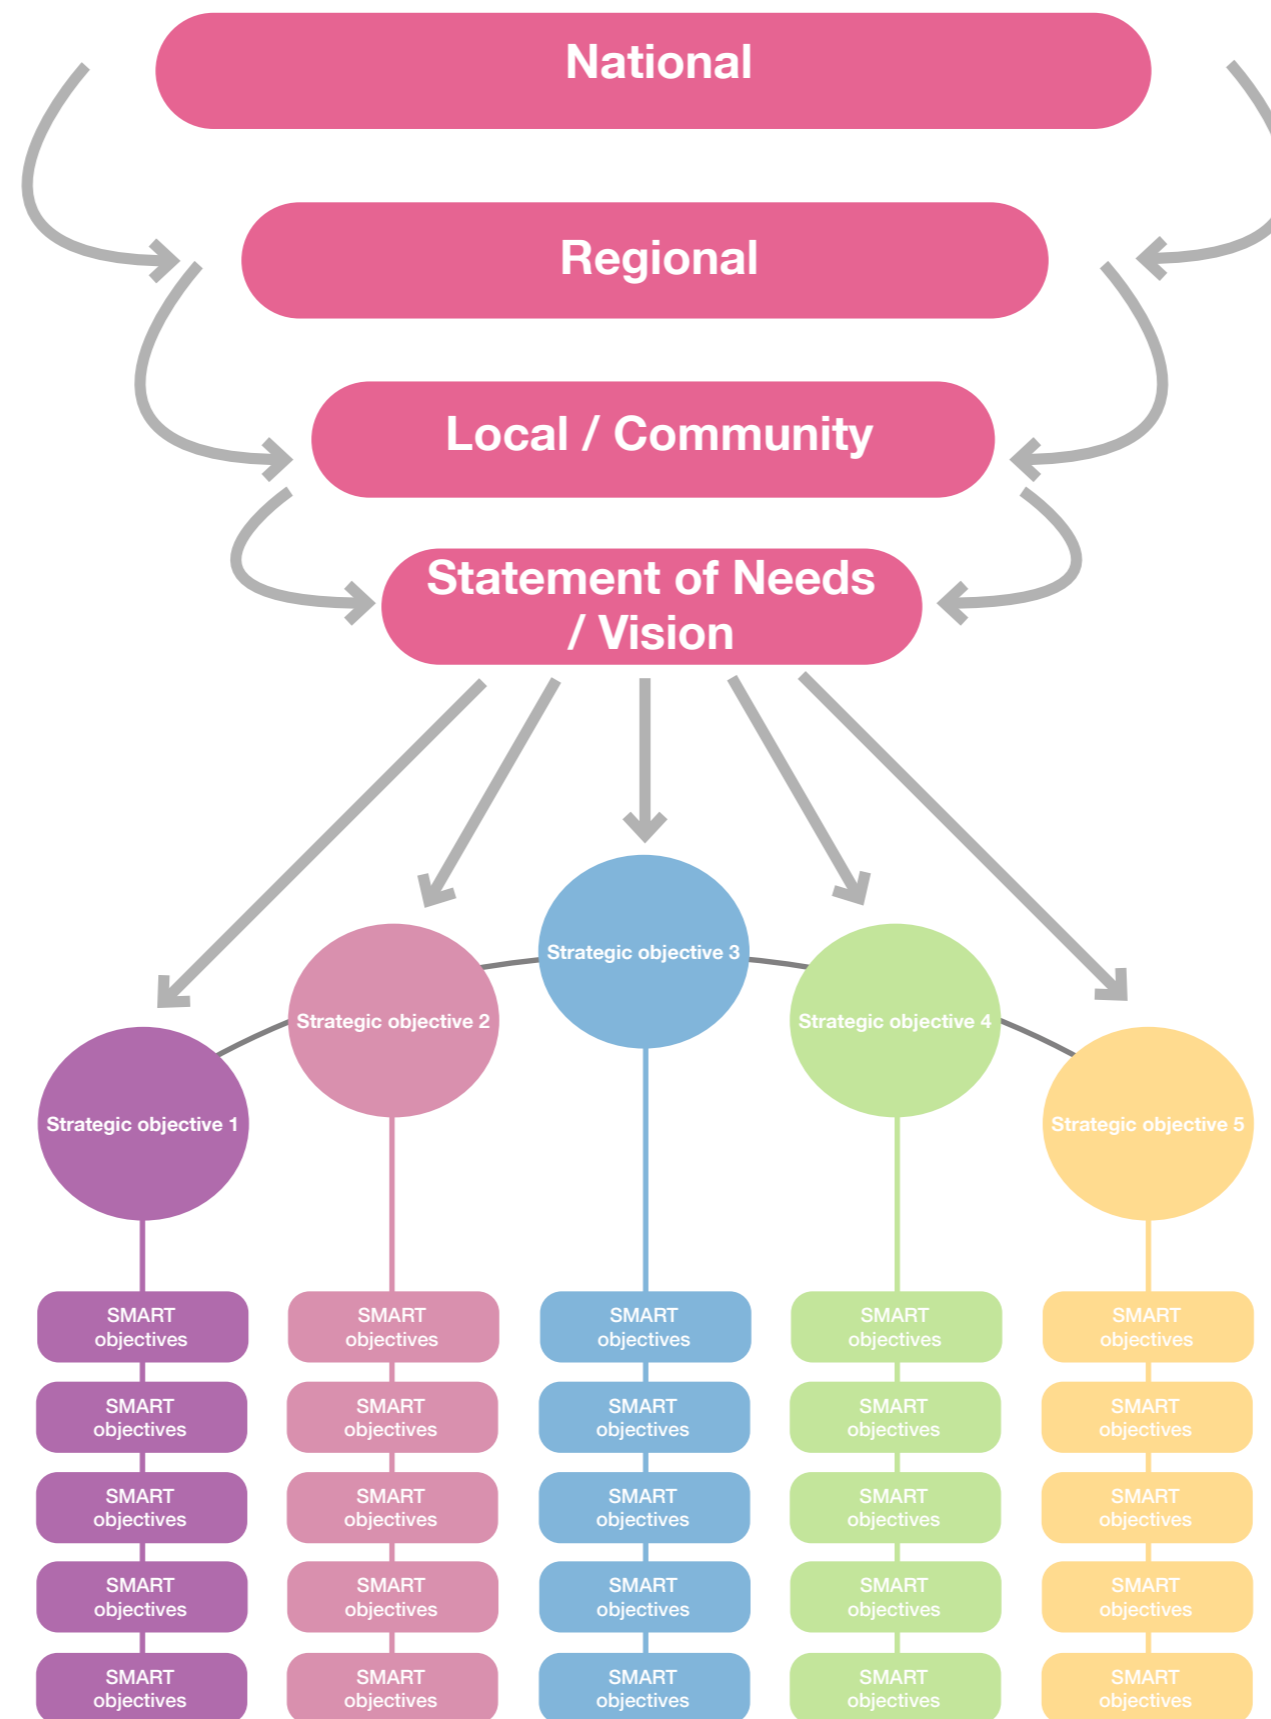 National
Regional
Local / Community
Statement of Needs
/ Vision
Strategic objective 3
Strategic objective 2
Strategic objective 4
Strategic objective 1
Strategic objective 5
SMART
objectives
SMART
objectives
SMART
objectives
SMART
objectives
SMART
objectives
SMART
objectives
SMART
objectives
SMART
objectives
SMART
objectives
SMART
objectives
SMART
objectives
SMART
objectives
SMART
objectives
SMART
objectives
SMART
objectives
SMART
objectives
SMART
objectives
SMART
objectives
SMART
objectives
SMART
objectives
SMART
objectives
SMART
objectives
SMART
objectives
SMART
objectives
SMART
objectives